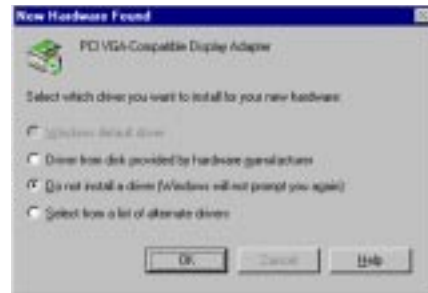 New Hardware Found
PCI VGA-Compatible Display Adapter
Select which driver you want to install for your new hardware:
Windows default driver
Driver from disk provided by hardware manufacturer
Do not install a driver (Windows will not prompt you again)
Select from a list of alternate drivers
OK Cancel Help